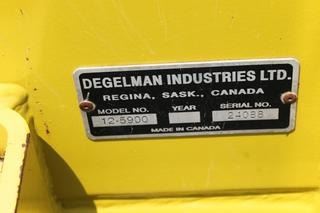 DEGELMAN INDUSTRIES LTD.
REGINA, SASK., CANADA
MODEL NO. YEAR SERIAL NO.
12-5900 24088
MADE IN CANADA